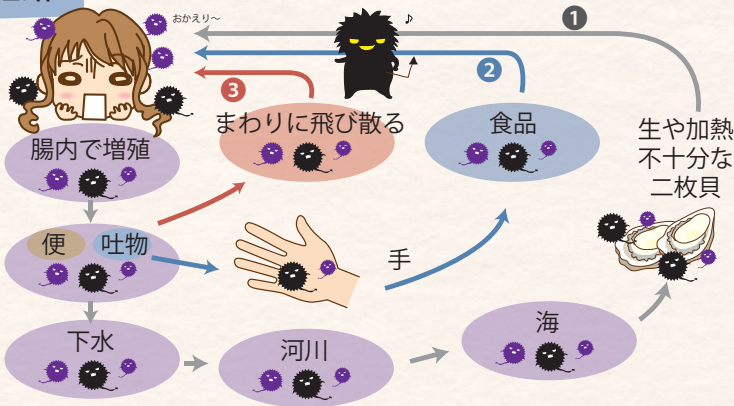 おかえり～
♪
❶
❷
❸
まわりに飛び散る
食品
生や加熱
不十分な
二枚貝
腸内で増殖
便
吐物
手
下水
河川
海